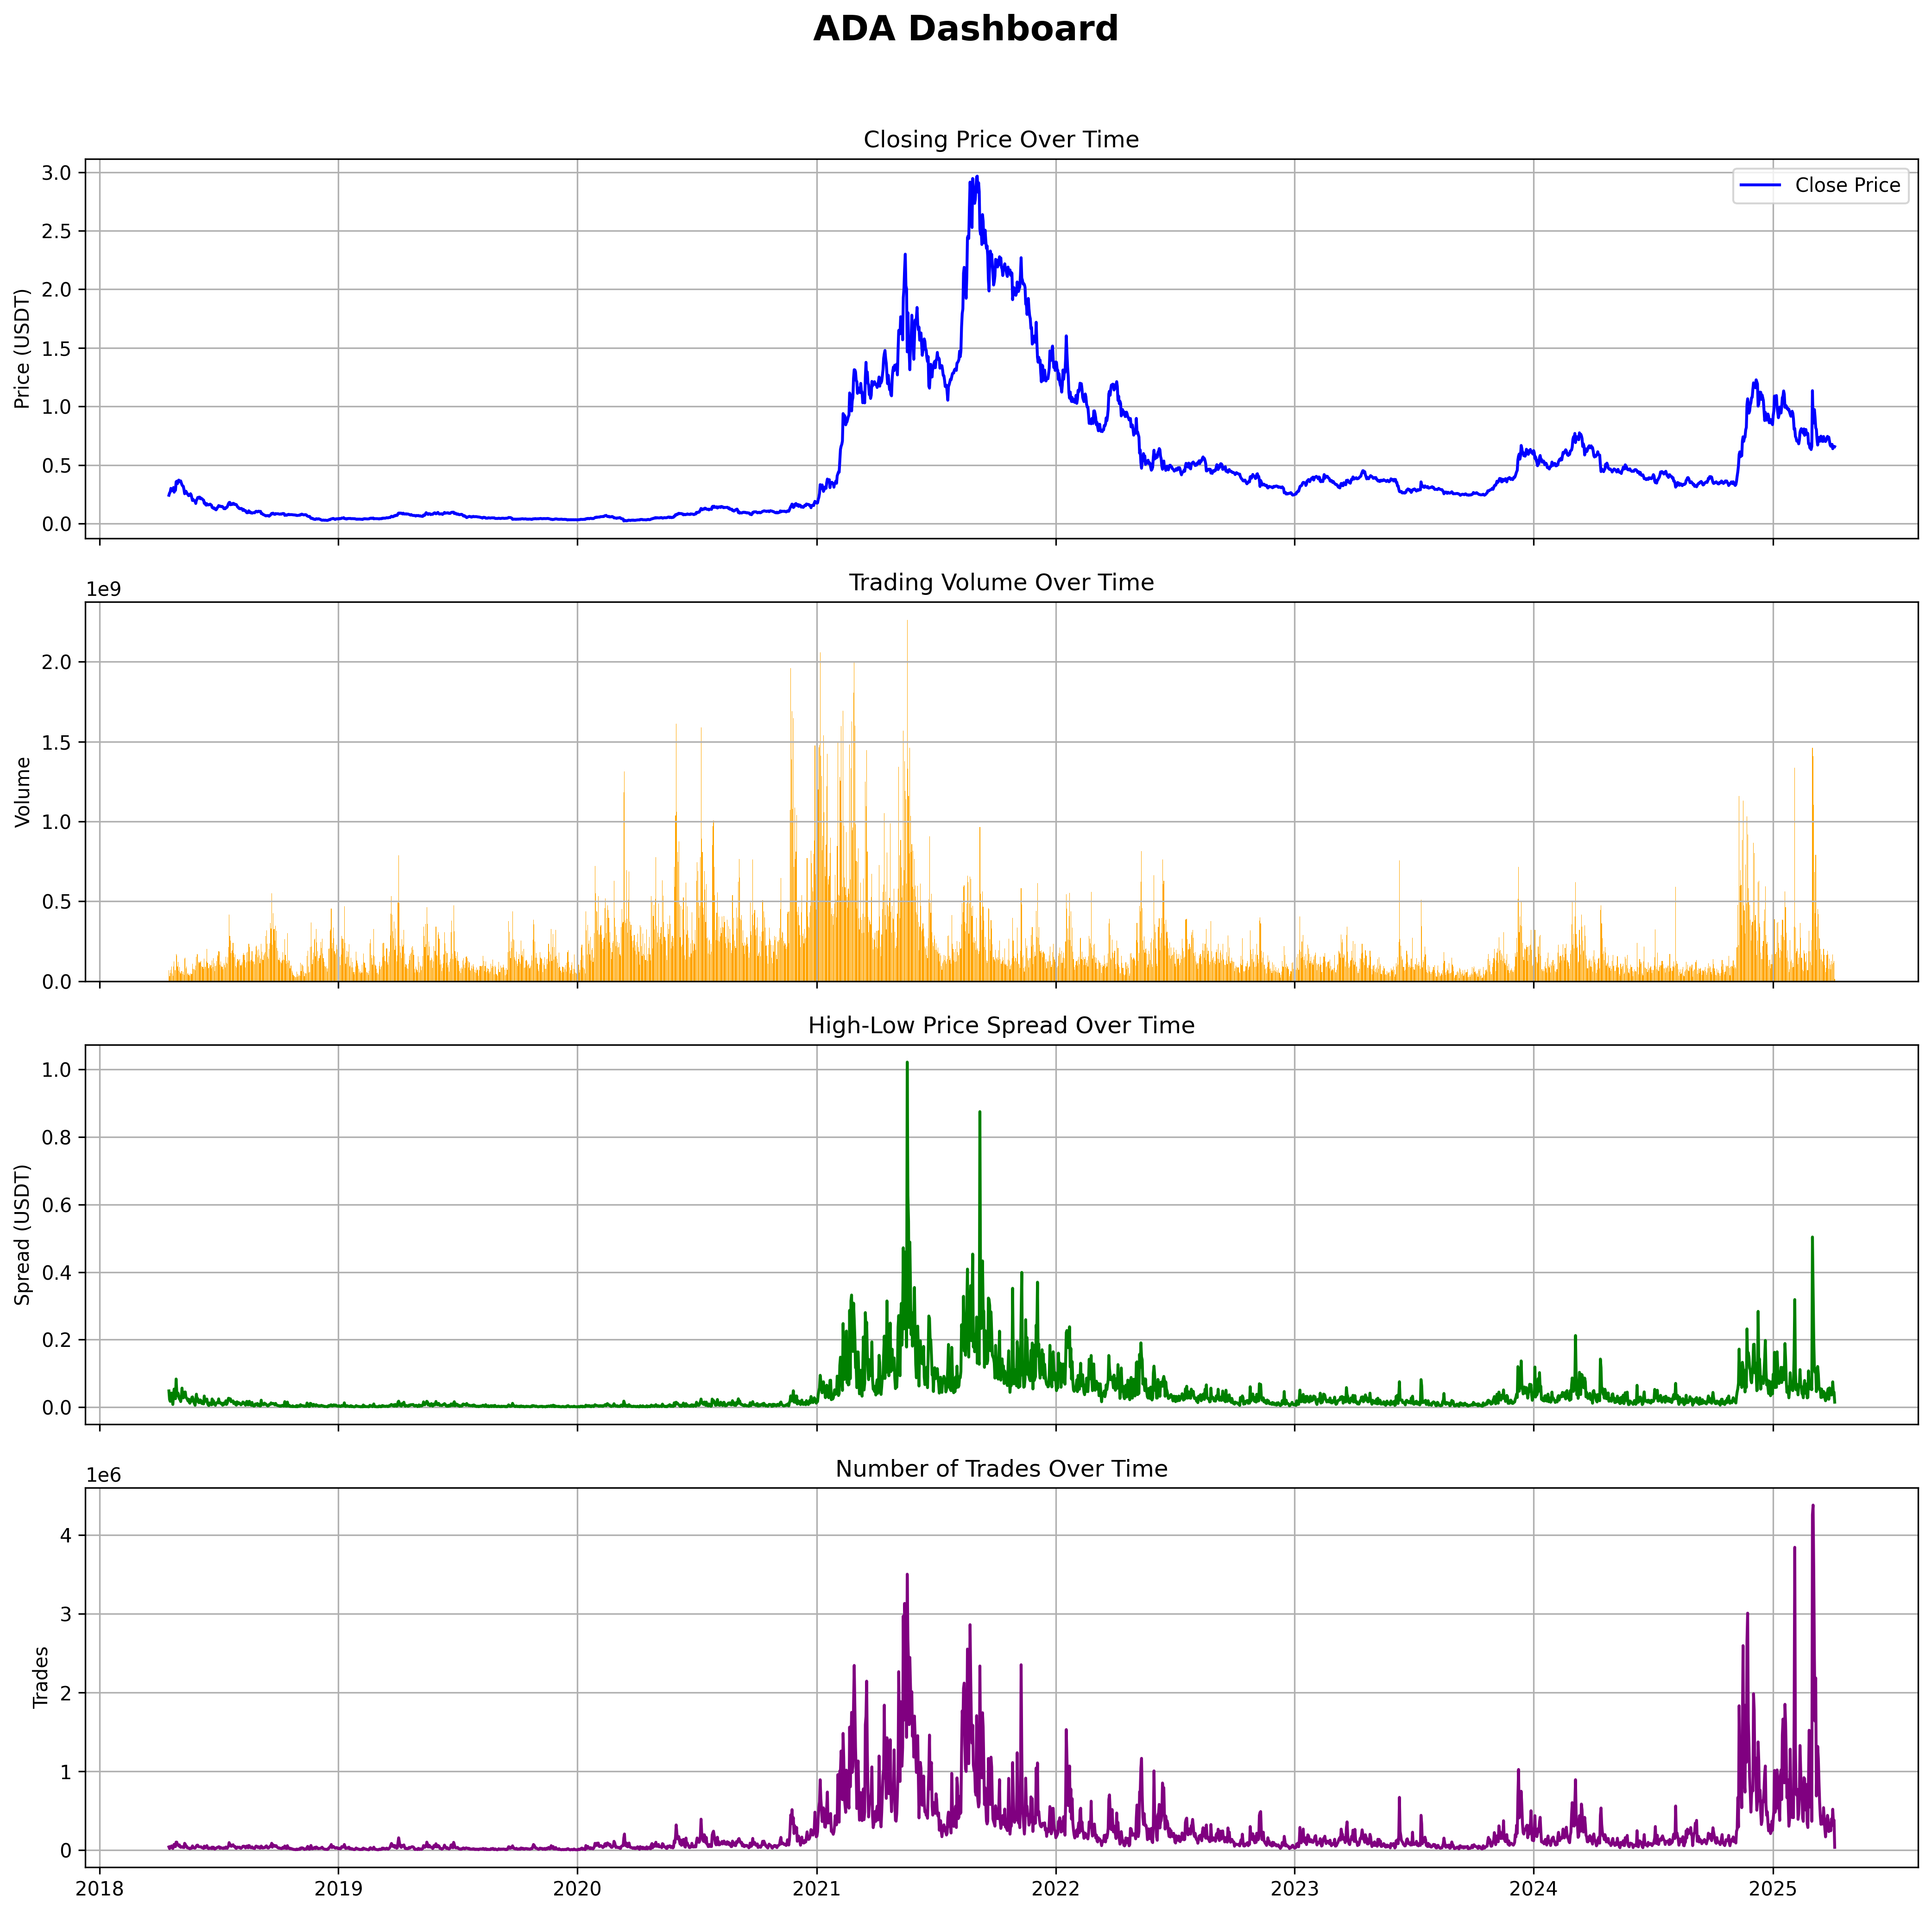 ADA Dashboard
Closing Price Over Time
3.0
2.5
2.0
1.5
1.0
0.5
0.0
Price (USDT)
Close Price
Trading Volume Over Time
1e9
2.0
1.5
1.0
0.5
0.0
Volume
High-Low Price Spread Over Time
1.0
0.8
0.6
0.4
0.2
0.0
Spread (USDT)
Number of Trades Over Time
1e6
4
3
2
1
0
Trades
2018 2019 2020 2021 2022 2023 2024 2025